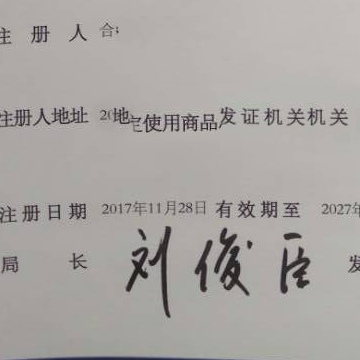 注册人 合
注册人地址 20地定使用商品发证机关机关
注册日期 2017年11月28日 有效期至 2027年
局长 刘俊臣 发